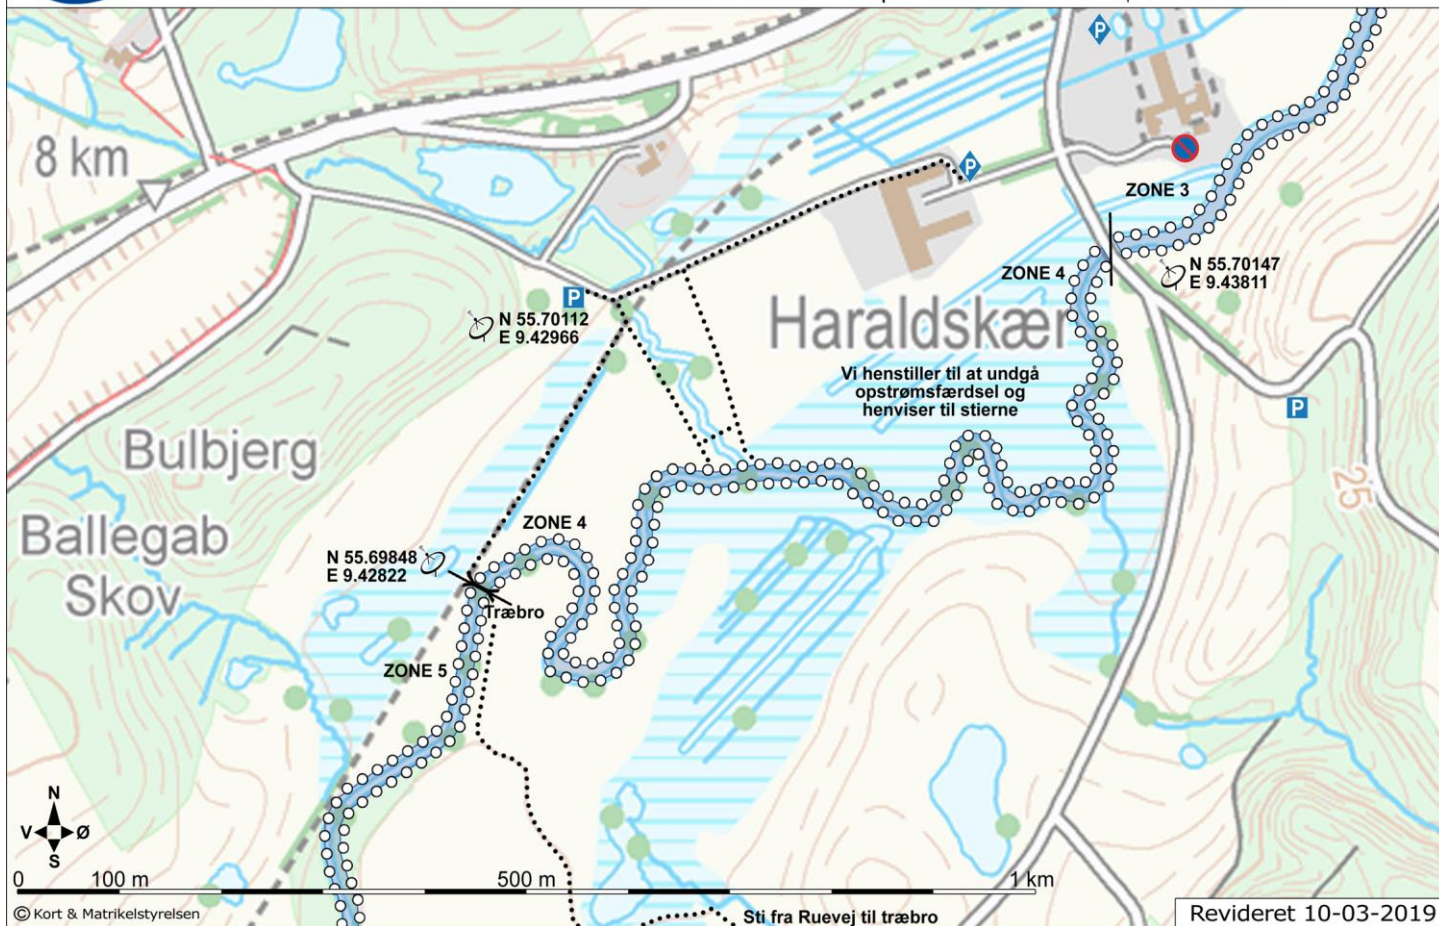 P
8 km
P
ZONE 3
ZONE 4
N 55.70147
E 9.43811
P
N 55.70112
E 9.42966
Haraldskær
Vi henstiller til at undgå
opstrømsfærdsel og
henviser til stierne
P
Bulbjerg
25
Ballegab
Skov
ZONE 4
N 55.69848
E 9.42822
Træbro
ZONE 5
N
V Ø
S
0 100 m 500 m 1 km
© Kort & Matrikelstyrelsen
Sti fra Ruevej til træbro
Revideret 10-03-2019